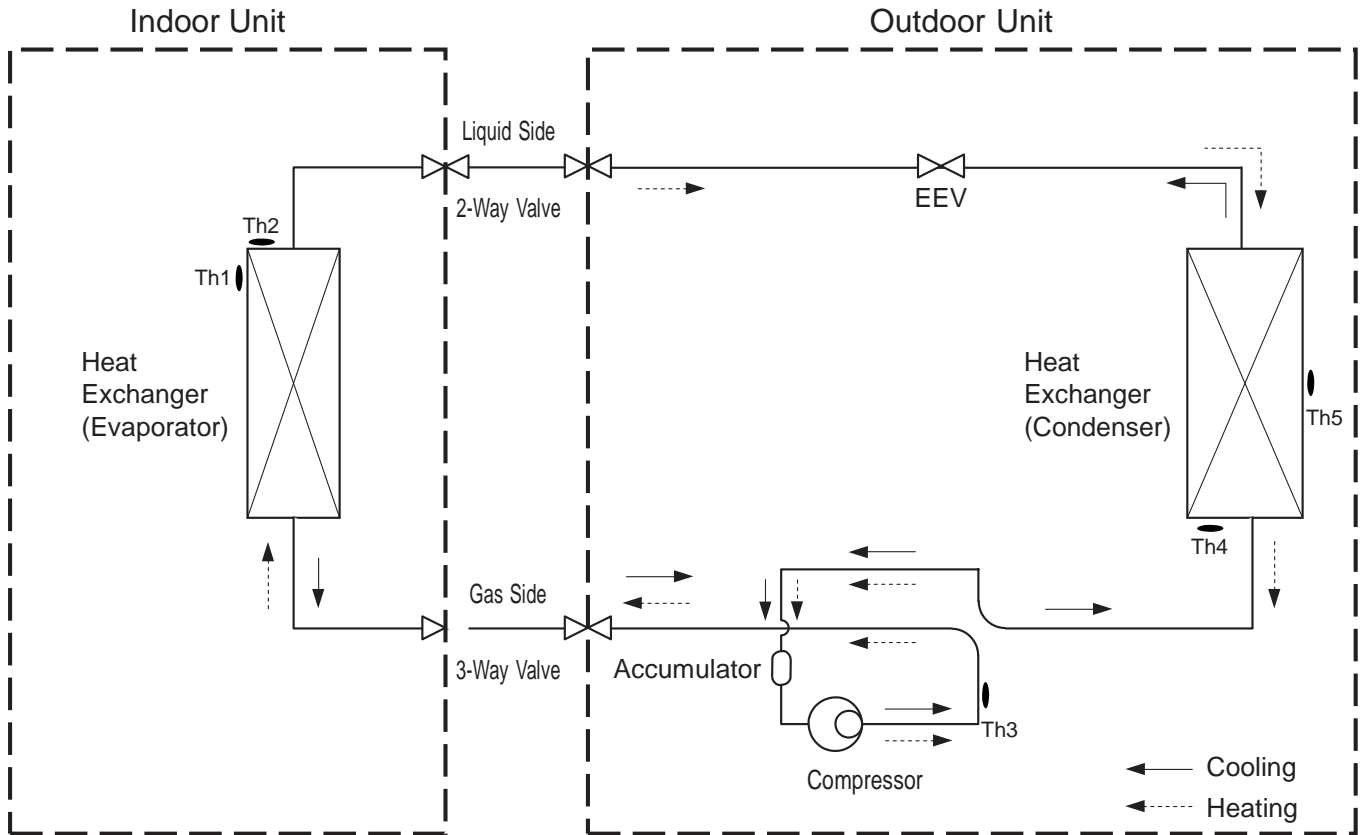 Indoor Unit
Outdoor Unit
Liquid Side
2-Way Valve
EEV
Th2
Th1
Heat
Exchanger
(Evaporator)
Heat
Exchanger
(Condenser)
Th5
Th4
Gas Side
3-Way Valve
Accumulator
Th3
Compressor
Cooling
Heating